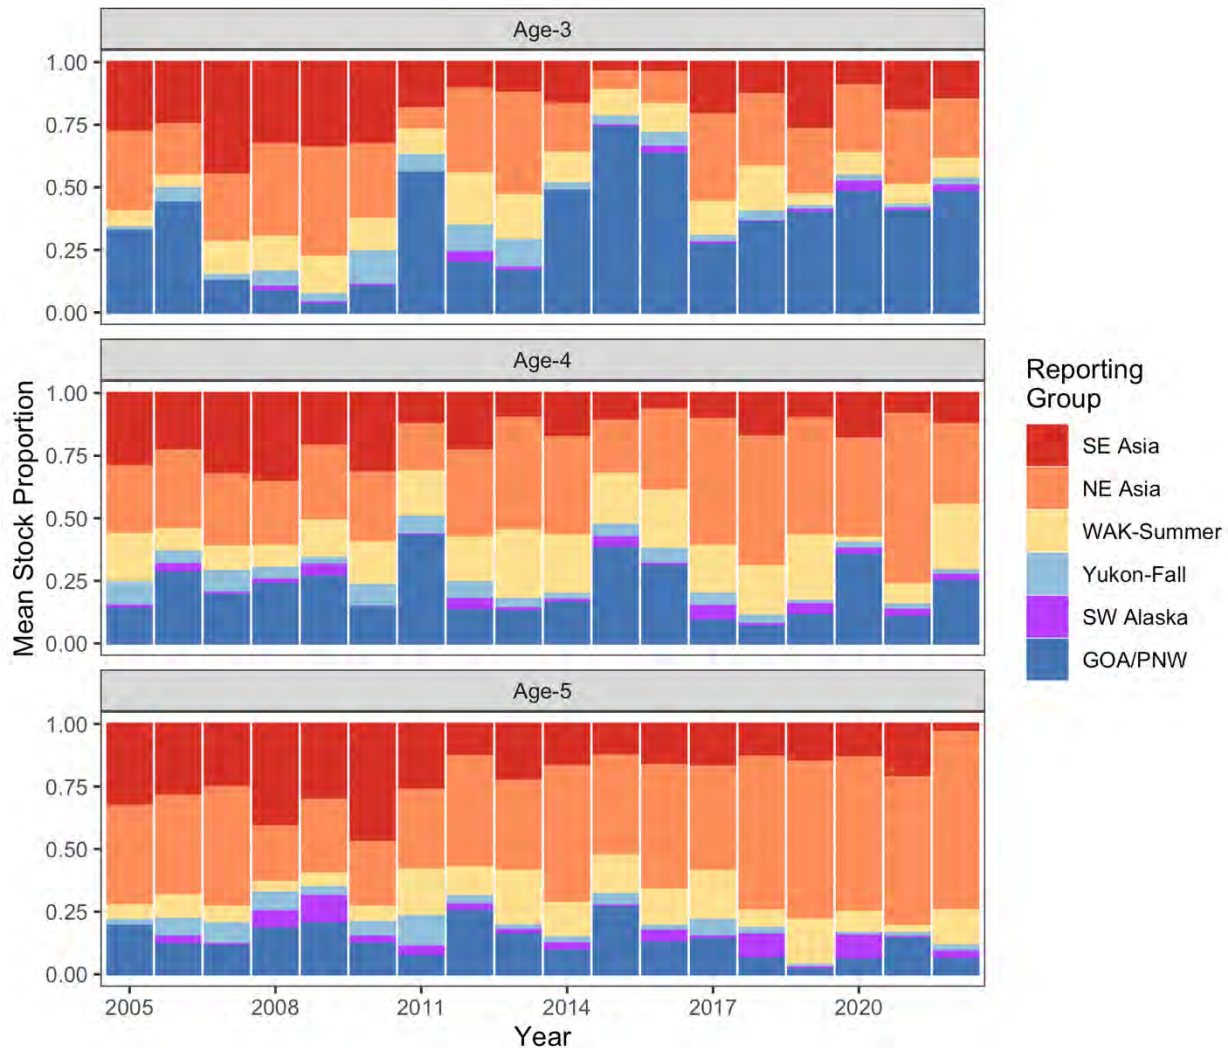 Age-3
1.00
0.75
0.50
0.25
0.00
Age-4
1.00
0.75
0.50
0.25
0.00
Age-5
1.00
0.75
0.50
0.25
0.00
2005 2008 2011 2014 2017 2020
Year
Mean Stock Proportion
Reporting
Group
SE Asia
NE Asia
WAK-Summer
Yukon-Fall
SW Alaska
GOA/PNW